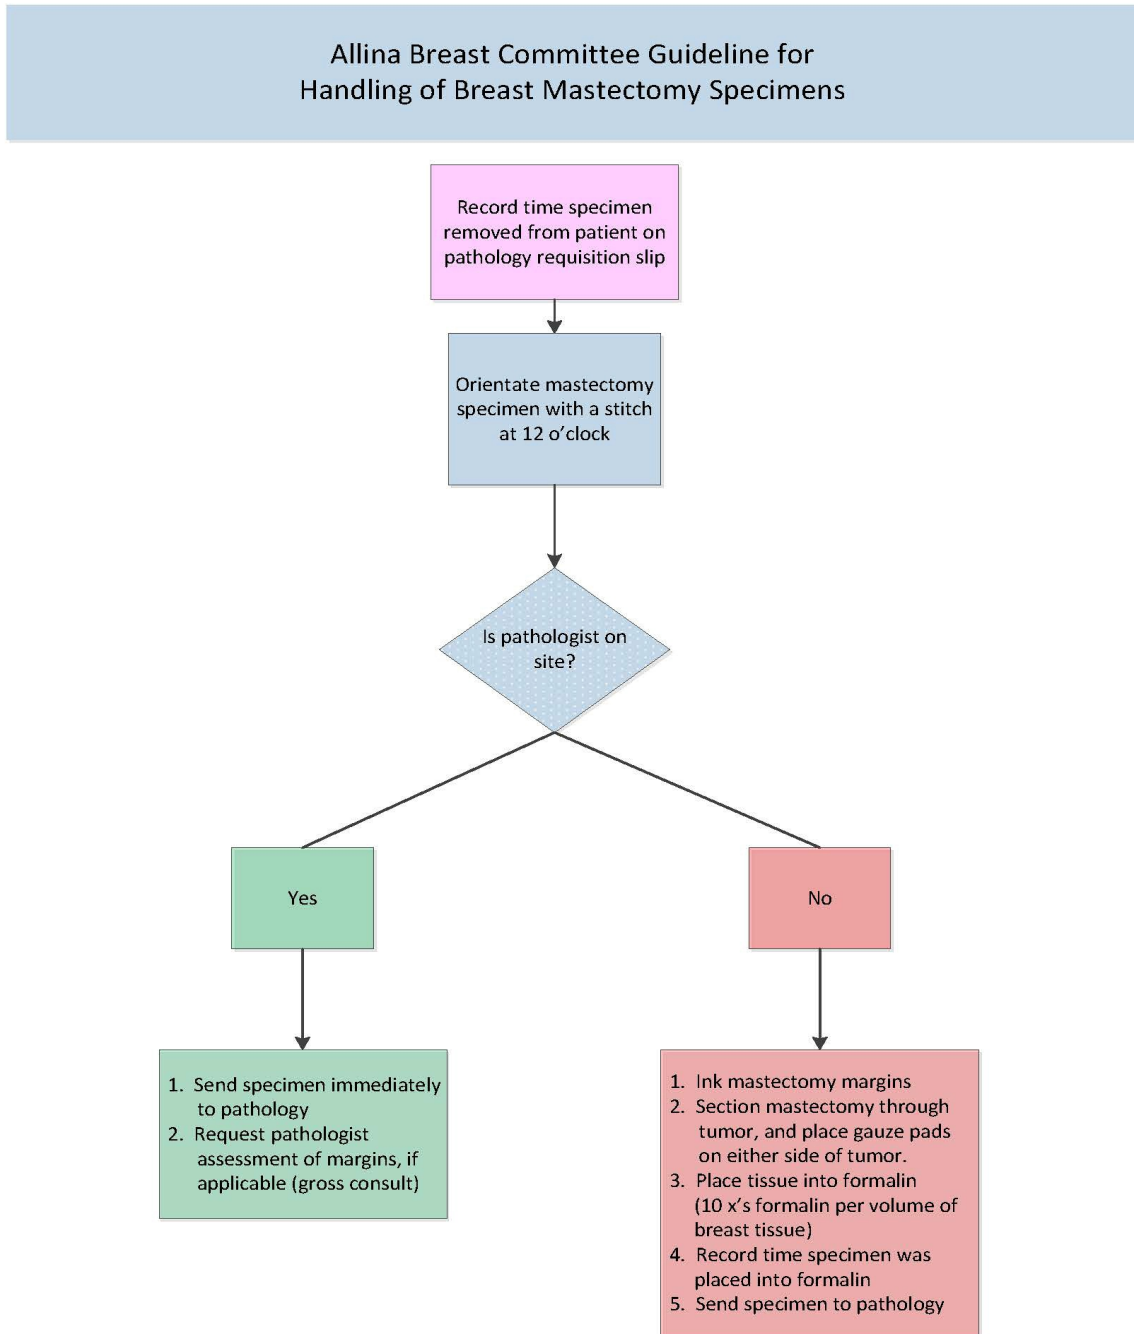 Allina Breast Committee Guideline for
Handling of Breast Mastectomy Specimens
Record time specimen
removed from patient on
pathology requisition slip
Orientate mastectomy
specimen with a stitch
at 12 o’clock
Is pathologist on
site?
Yes
No
1. Send specimen immediately
to pathology
2. Request pathologist
assessment of margins, if
applicable (gross consult)
1. Ink mastectomy margins
2. Section mastectomy through
tumor, and place gauze pads
on either side of tumor.
3. Place tissue into formalin
(10 x’s formalin per volume of
breast tissue)
4. Record time specimen was
placed into formalin
5. Send specimen to pathology